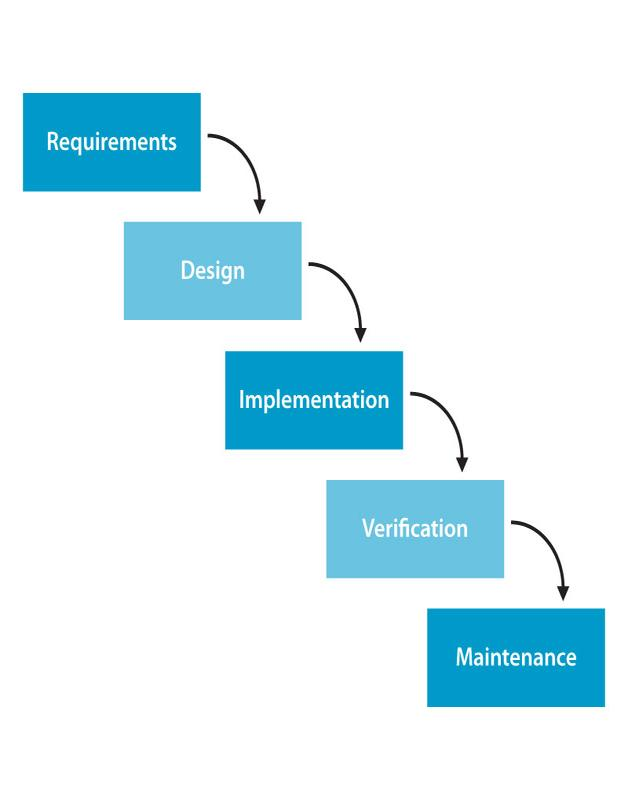 Requirements
Design
Implementation
Verification
Maintenance